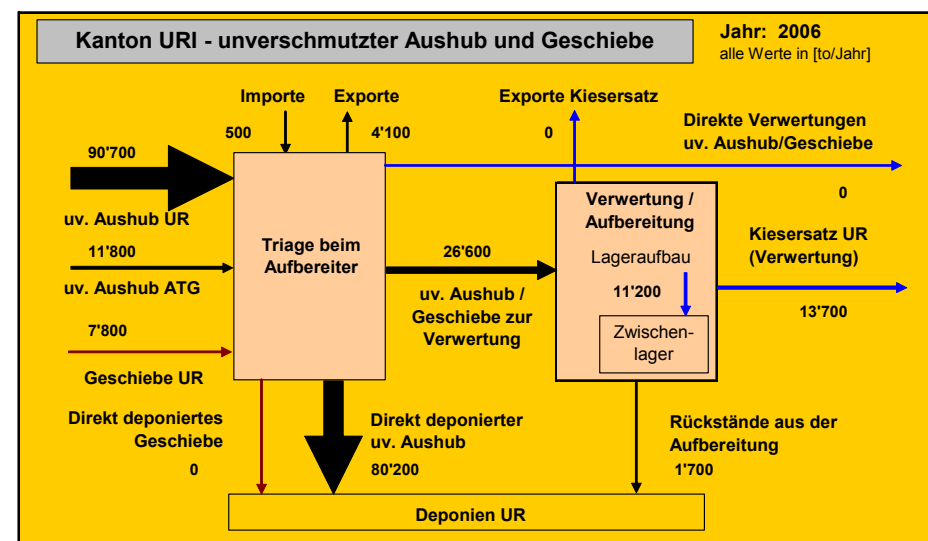 Kanton URI - unverschmutzter Aushub und Geschiebe
Jahr: 2006
alle Werte in [to/Jahr]
Importe
Exporte
500
4'100
Exporte Kiesersatz
0
Direkte Verwertungen
uv. Aushub/Geschiebe
0
90'700
uv. Aushub UR
11'800
uv. Aushub ATG
7'800
Geschiebe UR
Triage beim
Aufbereiter
26'600
uv. Aushub /
Geschiebe zur
Verwertung
Verwertung /
Aufbereitung
Lageraufbau
11'200
Zwischen-
lager
Kiesersatz UR
(Verwertung)
13'700
Direkt deponiertes
Geschiebe
0
Direkt deponierter
uv. Aushub
80'200
Rückstände aus der
Aufbereitung
1'700
Deponien UR